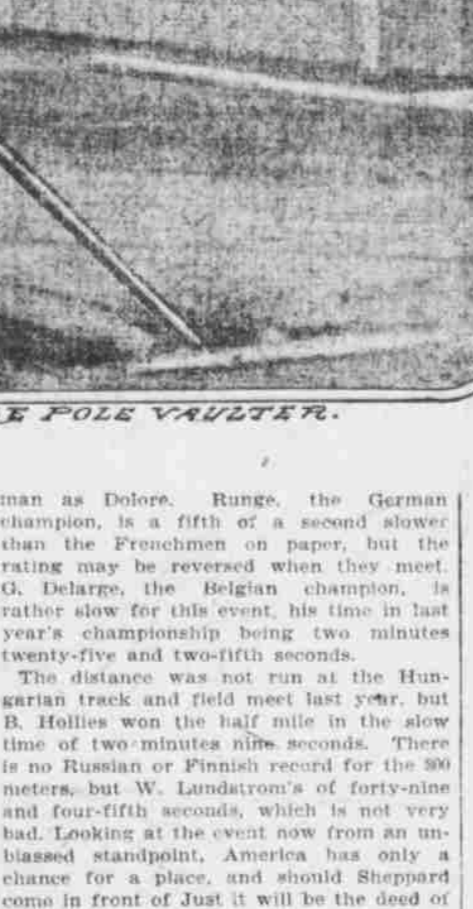 E POLE VAULTER.
man as Dolore. Runge, the German
champion, is a fifth of a second slower
than the Frenchmen on paper, but the
rating may be reversed when they meet.
G. Delarge, the Belgian champion, is
rather slow for this event, his time in last
year's championship being two minutes
twenty-five and two-fifth seconds.
The distance was not run at the Hun-
garian track and field meet last year, but
B. Hollies won the half mile in the slow
time of two minutes nine seconds. There
is no Russian or Finnish record for the 800
meters, but W. Lundstrom's of forty-nine
and four-fifth seconds, which is not very
bad. Looking at the event now from an un-
biassed standpoint, America has only a
chance for a place, and should Sheppard
come in front of Just it will be the deed of